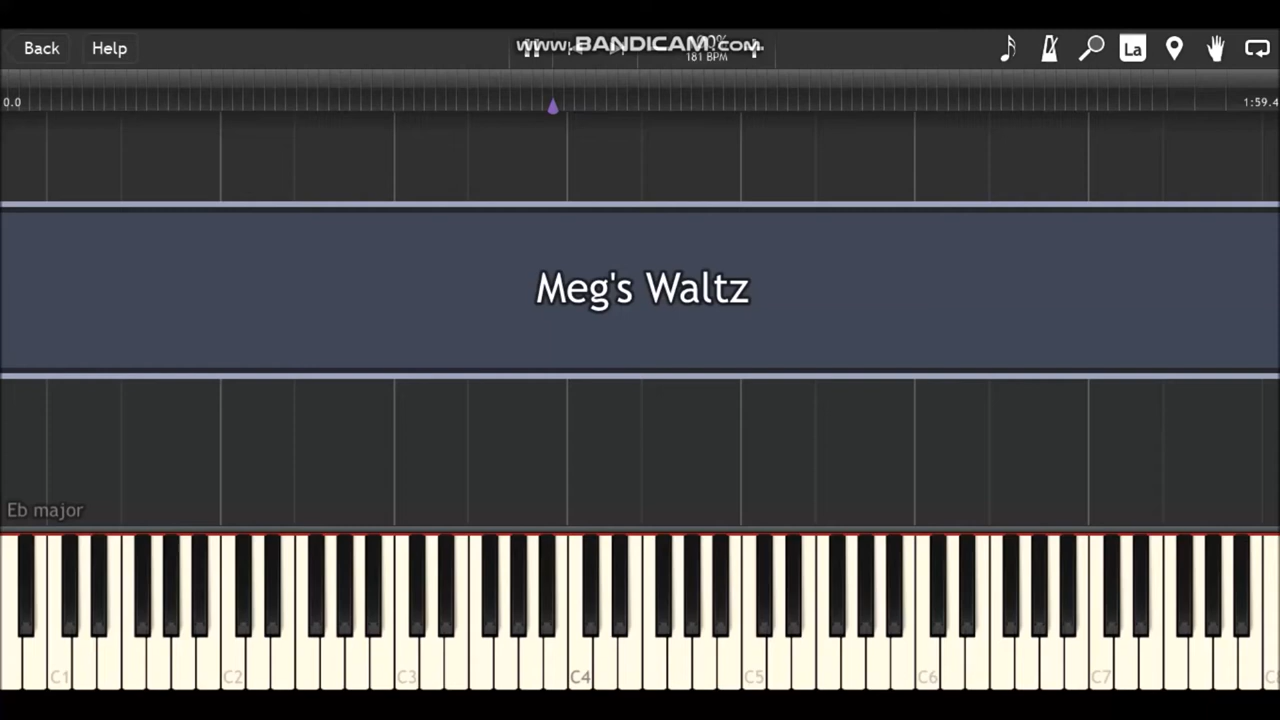 Back Help www.BANDICAM.com
181 BPM
La
0.0 1:59.4
Meg's Waltz
Eb major
C1 C2 C3 C4 C5 C6 C7